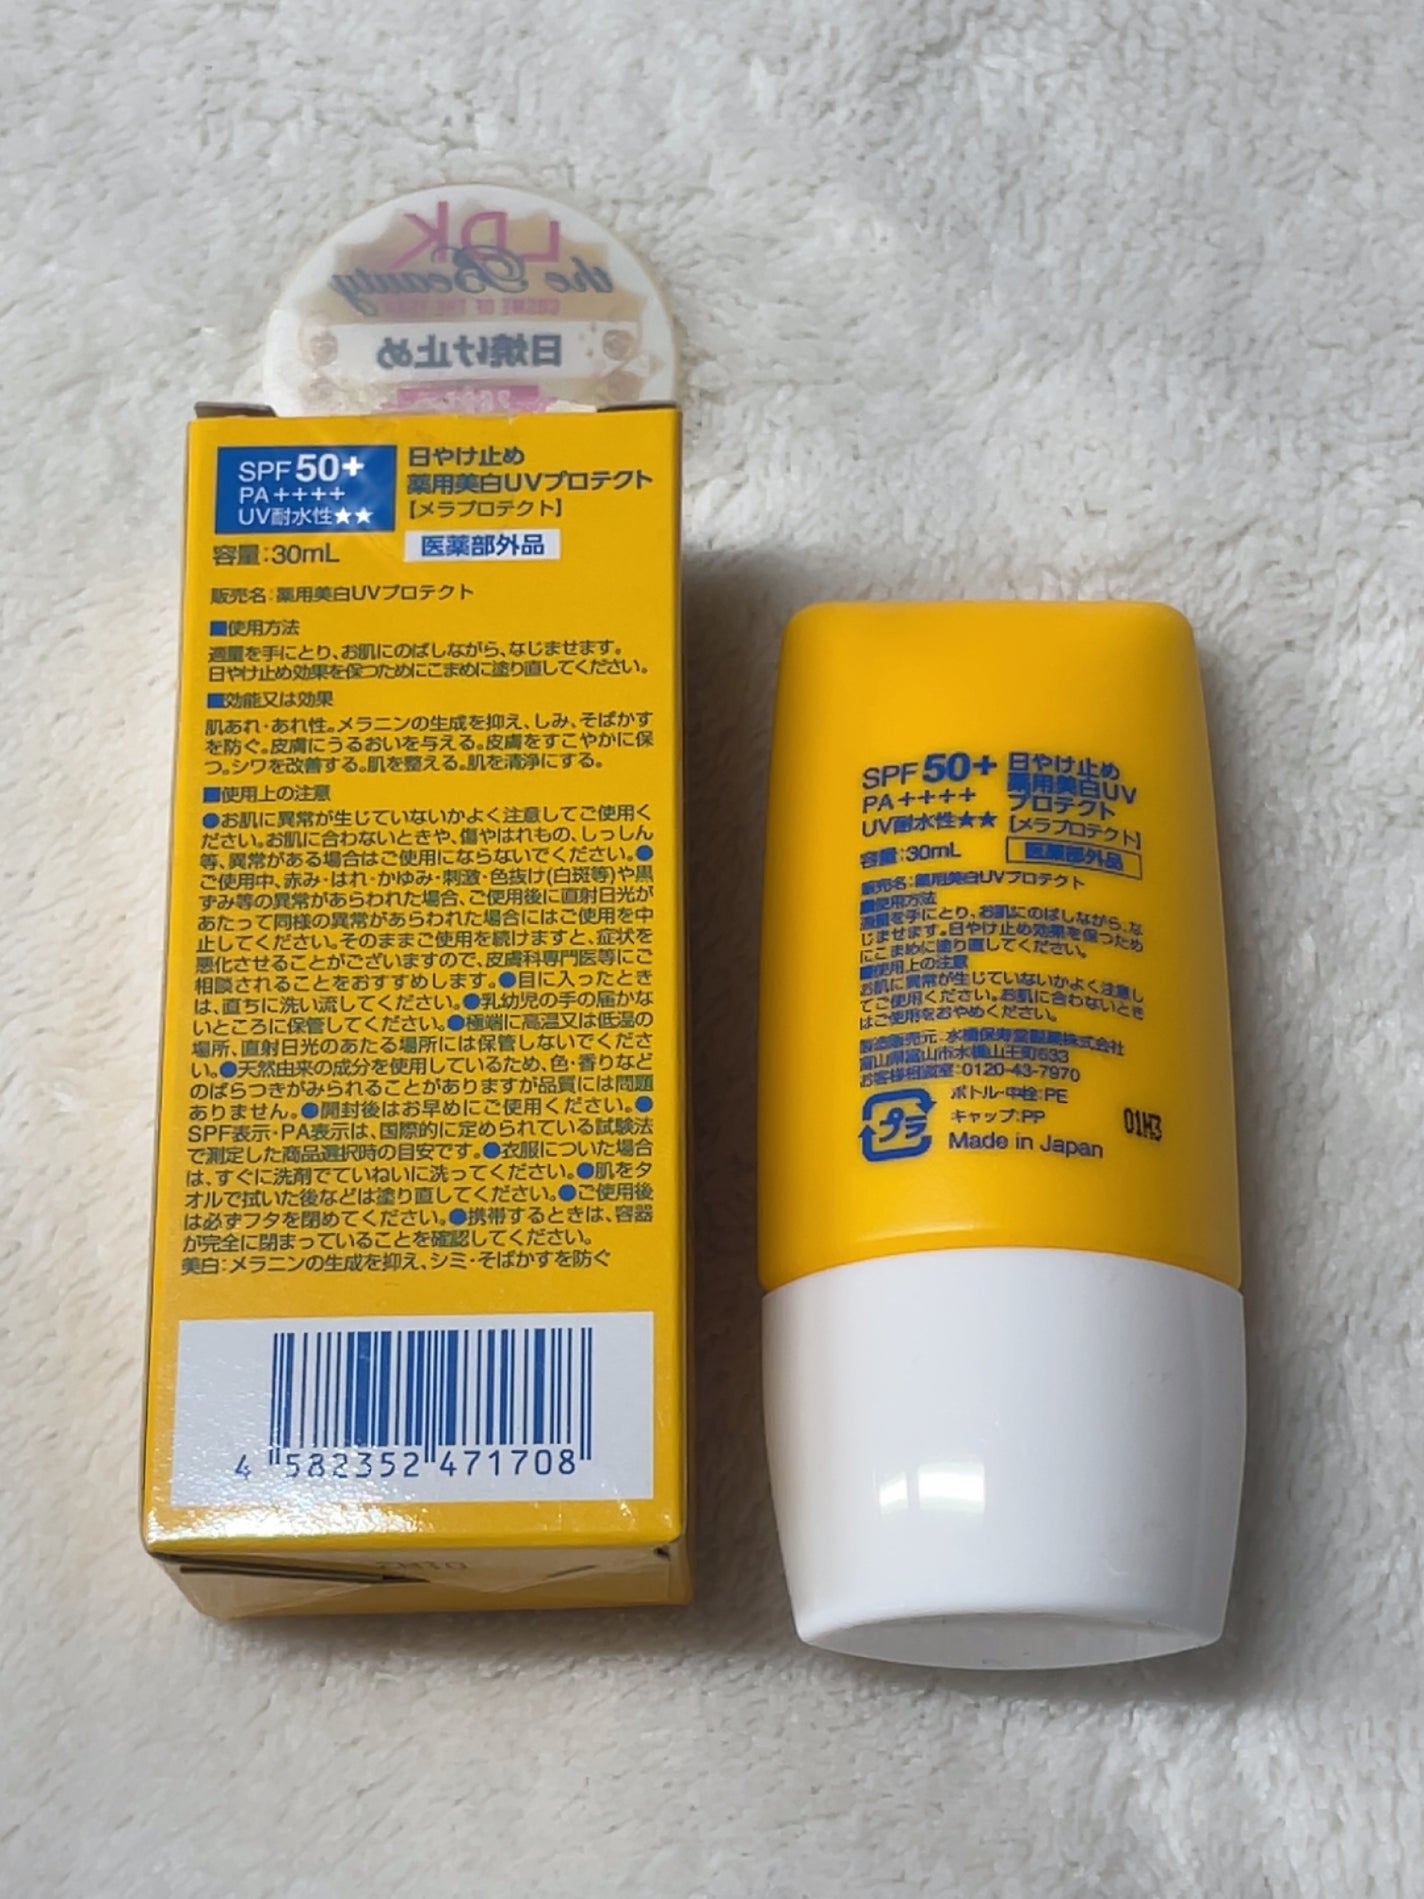 LDK
the Beauty
COSME OF THE YEAR
日焼け止め
SPF50+
PA++++
UV耐水性★★
日やけ止め
薬用美白UVプロテクト
[メラプロテクト]
医薬部外品
容量:30mL
販売名:薬用美白UVプロテクト
■使用方法
適量を手にとり、お肌にのばしながら、なじませます。
日やけ止め効果を保つためにこまめに塗り直してください。
■効能又は効果
肌あれ・あれ性。メラニンの生成を抑え、しみ、そばかす
を防ぐ。皮膚にうるおいを与える。皮膚をすこやかに保
つ。シワを改善する。肌を整える。肌を清浄にする。
■使用上の注意
●お肌に異常が生じていないかよく注意してご使用く
ださい。お肌に合わないときや、傷やはれもの、しっしん
等、異常がある場合はご使用にならないでください。●
ご使用中、赤み・はれ・かゆみ・刺激・色抜け(白斑等)や黒
ずみ等の異常があらわれた場合、ご使用後に直射日光が
あたって同様の異常があらわれた場合にはご使用を中
止してください。そのままご使用を続けますと、症状を
悪化させることがございますので、皮膚科専門医等にご
相談されることをおすすめします。●目に入ったとき
は、直ちに洗い流してください。●乳幼児の手の届かな
いところに保管してください。●極端に高温又は低温の
場所、直射日光のあたる場所には保管しないでくださ
い。●天然由来の成分を使用しているため、色・香りなど
のばらつきがみられることがありますが品質には問題
ありません。●開封後はお早めにご使用ください。●
SPF表示・PA表示は、国際的に定められている試験法
で測定した商品選択時の目安です。●衣服についた場合
は、すぐに洗剤でていねいに洗ってください。●肌をタ
オルで拭いた後などは塗り直してください。●ご使用後
は必ずフタを閉めてください。●携帯するときは、容器
が完全に閉まっていることを確認してください。
美白:メラニンの生成を抑え、シミ・そばかすを防ぐ
4 582352 471708
SPF50+
PA++++
UV耐水性★★
日やけ止め
薬用美白UV
プロテクト
[メラプロテクト]
容量:30mL
医薬部外品
販売名:薬用美白UVプロテクト
■使用方法
適量を手にとり、お肌にのばしながら、な
じませます。日やけ止め効果を保つため
にこまめに塗り直してください。
■使用上の注意
お肌に異常が生じていないかよく注意し
てご使用ください。お肌に合わないとき
はご使用をおやめください。
製造販売元:水橋保寿堂製薬株式会社
富山県富山市水橋山王町533
お客様相談室:0120-43-7970
プラ
ボトル・中栓:PE
キャップ:PP
Made in Japan
01H3